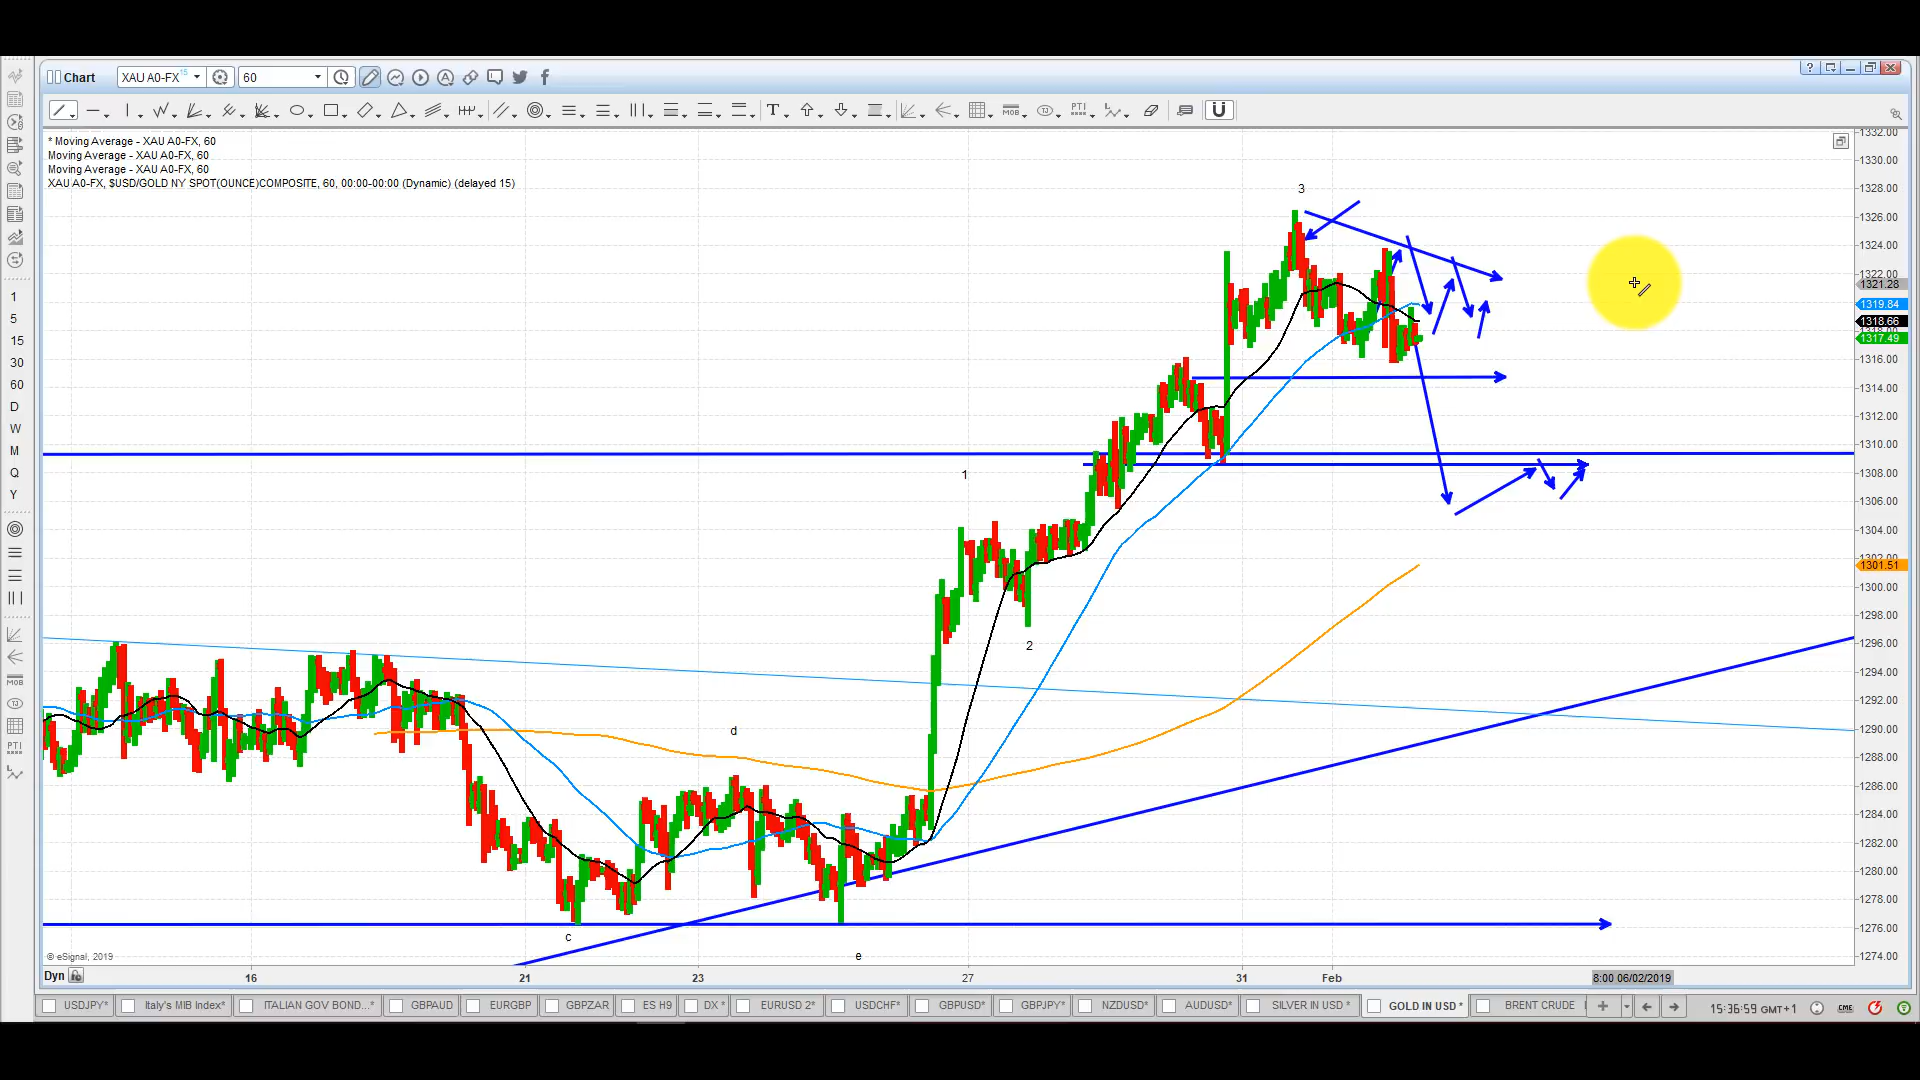 Chart XAU A0-FX 15 60
T PTI
MOB
* Moving Average - XAU A0-FX, 60
Moving Average - XAU A0-FX, 60
Moving Average - XAU A0-FX, 60
XAU A0-FX, $USD/GOLD NY SPOT(OUNCE)COMPOSITE, 60, 00:00-00:00 (Dynamic) (delayed 15)
1332.00
1330.00
3
1328.00
1326.00
1324.00
1322.00
1321.28
1319.84
1318.66
1317.49
1316.00
1314.00
1312.00
1310.00
1
1308.00
1306.00
1304.00
1302.00
1301.51
1300.00
1298.00
2
1296.00
1294.00
1292.00
d
1290.00
1288.00
1286.00
1284.00
1282.00
1280.00
1278.00
1276.00
c
e
1274.00
1
5
15
30
60
D
W
M
Q
Y
MOB
PTI
© eSignal, 2019
Dyn 16 21 23 27 31 Feb 8:00 06/02/2019
USDJPY* Italy's MIB Index* ITALIAN GOV BOND...* GBPAUD EURGBP GBPZAR ES H9 DX * EURUSD 2* USDCHF* GBPUSD* GBPJPY* NZDUSD* AUDUSD* SILVER IN USD * GOLD IN USD * BRENT CRUDE
15:36:59 GMT+1 CME